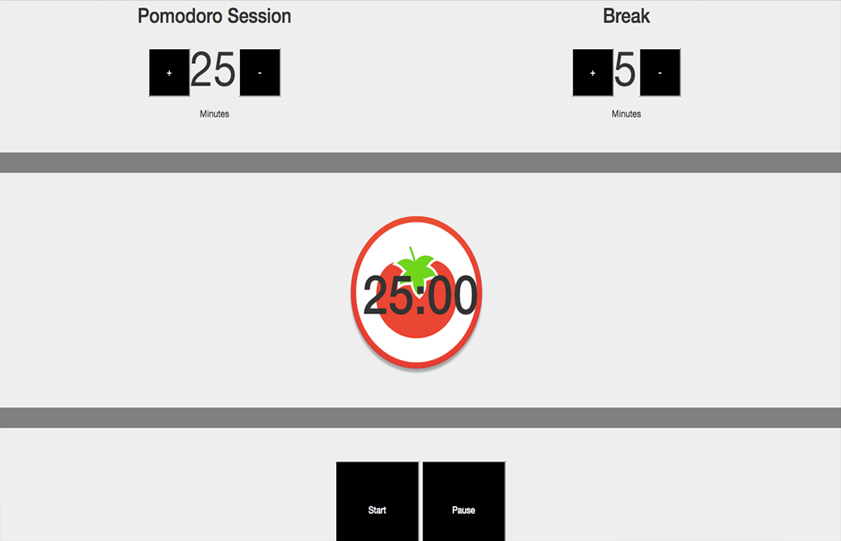 Pomodoro Session
+ 25 -
Minutes
Break
+ 5 -
Minutes
25:00
Start
Pause